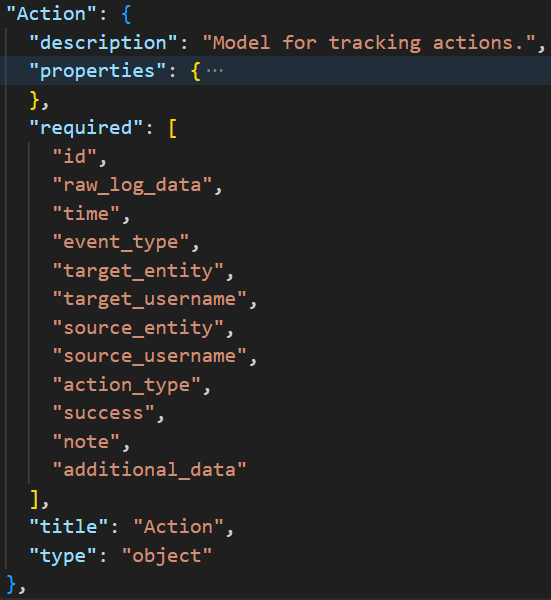 "Action": {
"description": "Model for tracking actions.",
"properties": { ···
},
"required": [
"id",
"raw_log_data",
"time",
"event_type",
"target_entity",
"target_username",
"source_entity",
"source_username",
"action_type",
"success",
"note",
"additional_data"
],
"title": "Action",
"type": "object"
},